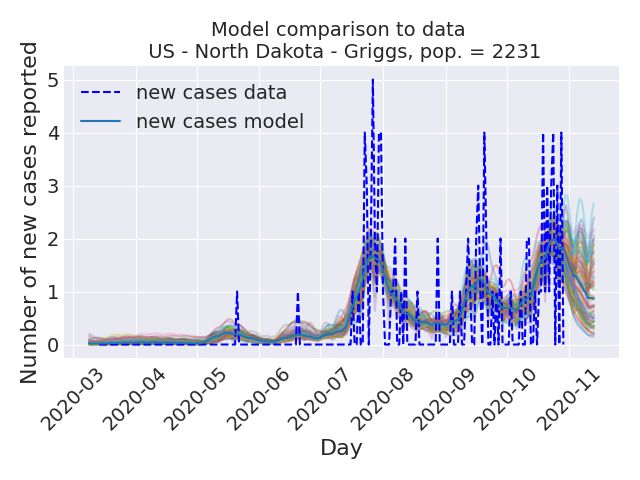 Model comparison to data
US - North Dakota - Griggs, pop. = 2231
Number of new cases reported
5
4
3
2
1
0
new cases data
new cases model
2020-03
2020-04
2020-05
2020-06
2020-07
2020-08
2020-09
2020-10
2020-11
Day